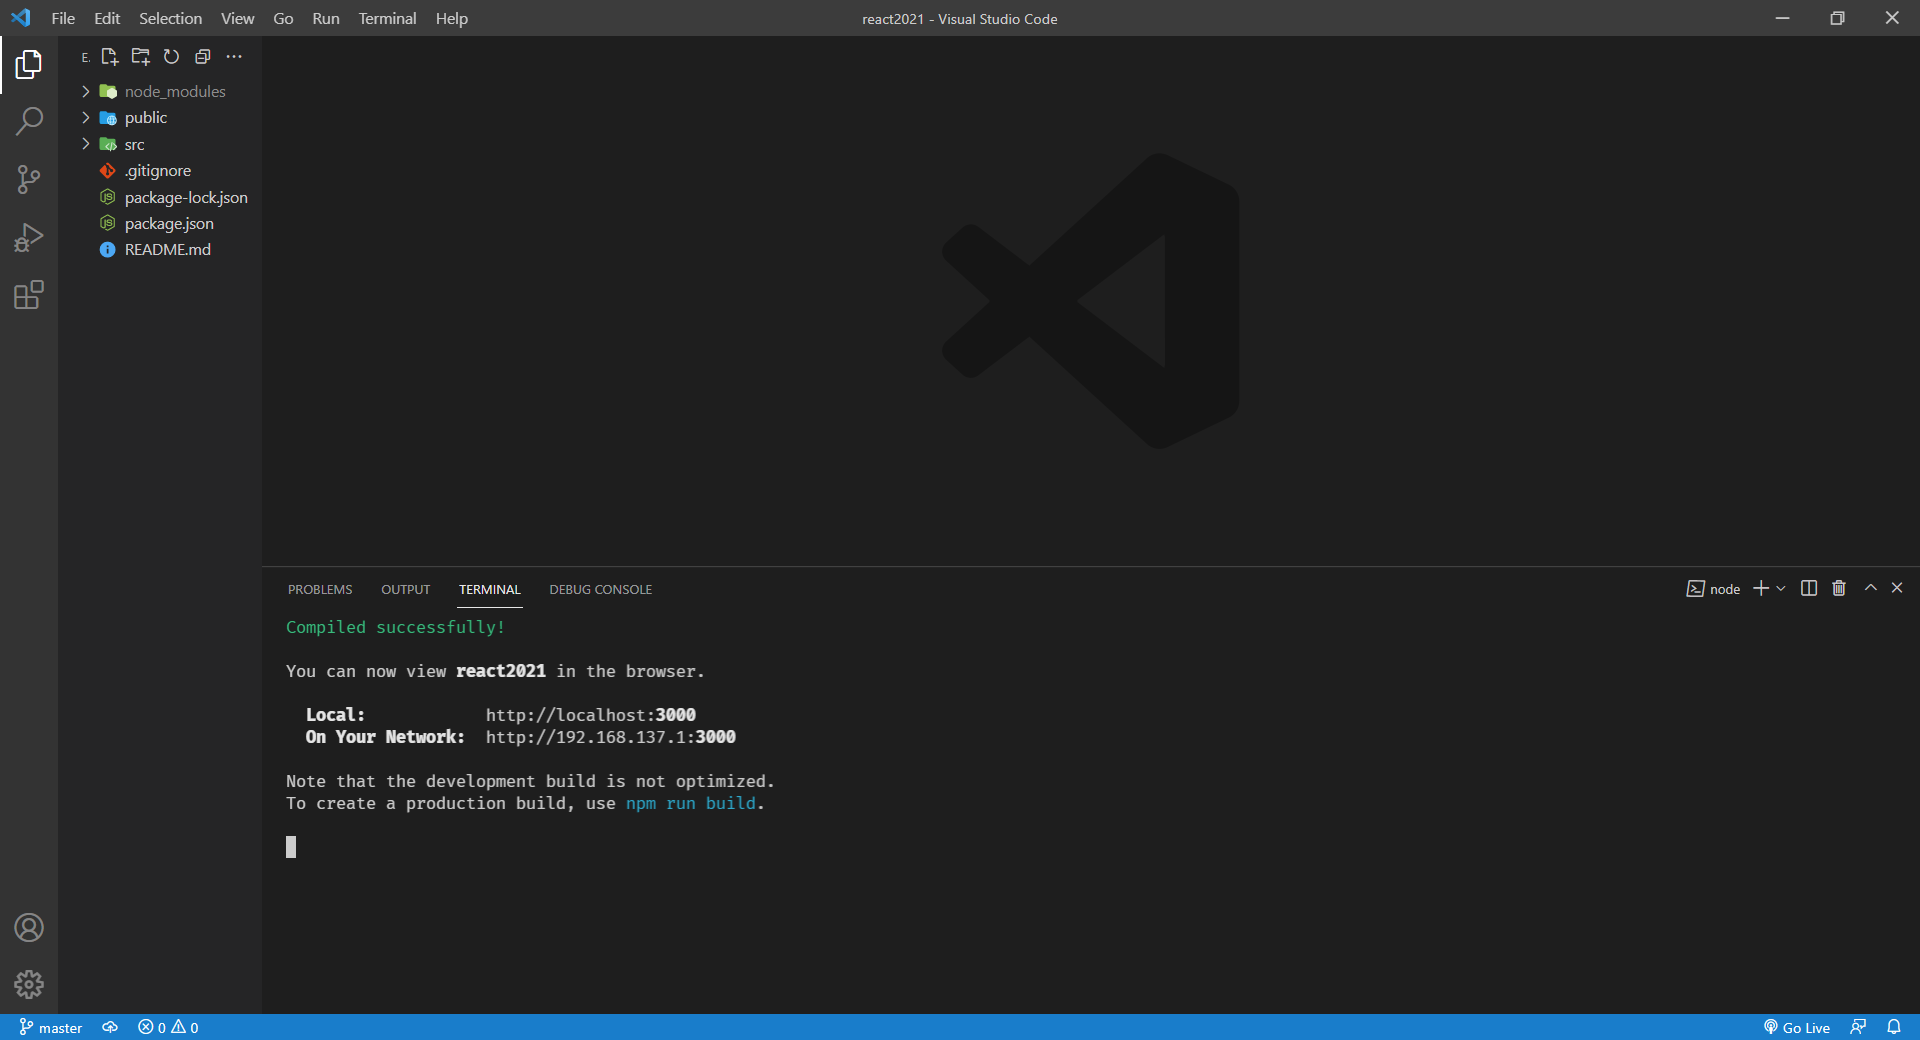 File Edit Selection View Go Run Terminal Help
react2021 - Visual Studio Code
E.
node_modules
public
src
.gitignore
package-lock.json
package.json
README.md
PROBLEMS OUTPUT TERMINAL DEBUG CONSOLE
node
Compiled successfully!
You can now view react2021 in the browser.
Local: http://localhost:3000
On Your Network: http://192.168.137.1:3000
Note that the development build is not optimized.
To create a production build, use npm run build.
master 0 0
Go Live